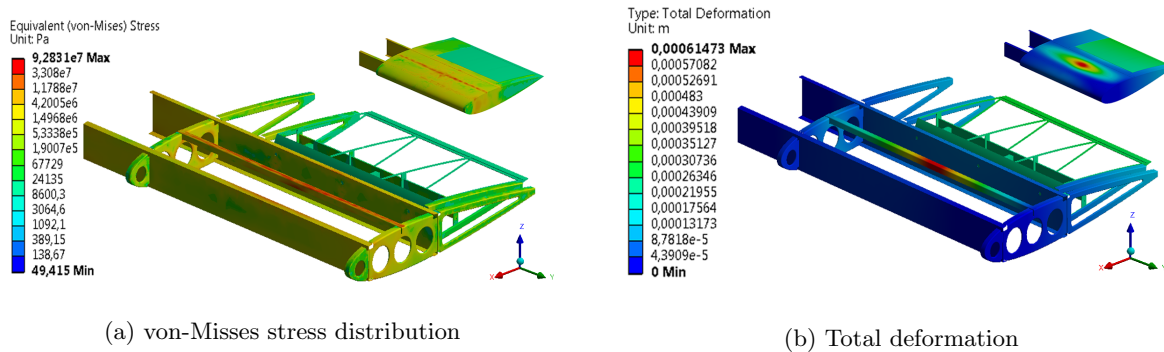 Equivalent (von-Mises) Stress
Unit: Pa
9,2831e7 Max
3,308e7
1,1788e7
4,2005e6
1,4968e6
5,3338e5
1,9007e5
67729
24135
8600,3
3064,6
1092,1
389,15
138,67
49,415 Min
Z
X
Y
(a) von-Misses stress distribution
Type: Total Deformation
Unit: m
0,00061473 Max
0,00057082
0,00052691
0,000483
0,00043909
0,00039518
0,00035127
0,00030736
0,00026346
0,00021955
0,00017564
0,00013173
8,7818e-5
4,3909e-5
0 Min
Z
X
Y
(b) Total deformation